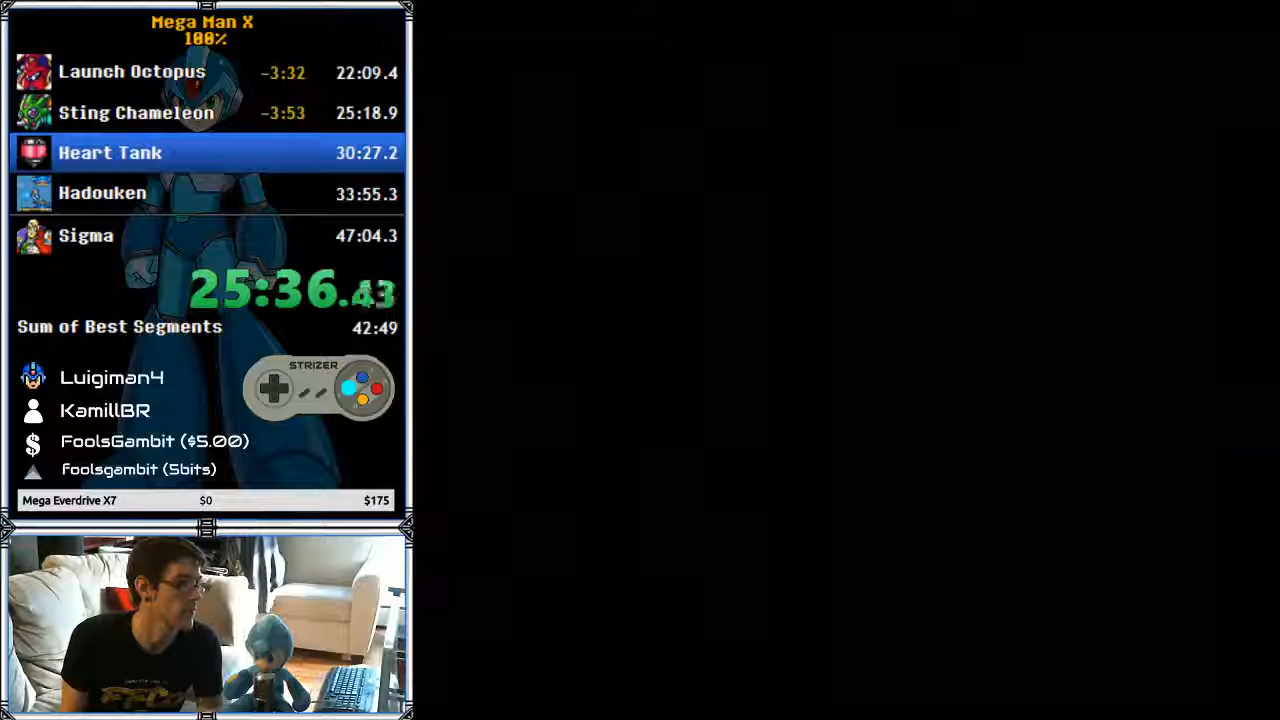 Mega Man X
100%
Launch Octopus -3:32 22:09.4
Sting Chameleon -3:53 25:18.9
Heart Tank 30:27.2
Hadouken 33:55.3
Sigma 47:04.3
25:36.43
Sum of Best Segments 42:49
STRIZER
Luigiman4
KamillBR
$ FoolsGambit ($5.00)
foolsgambit (5bits)
Mega Everdrive X7 $0 $175